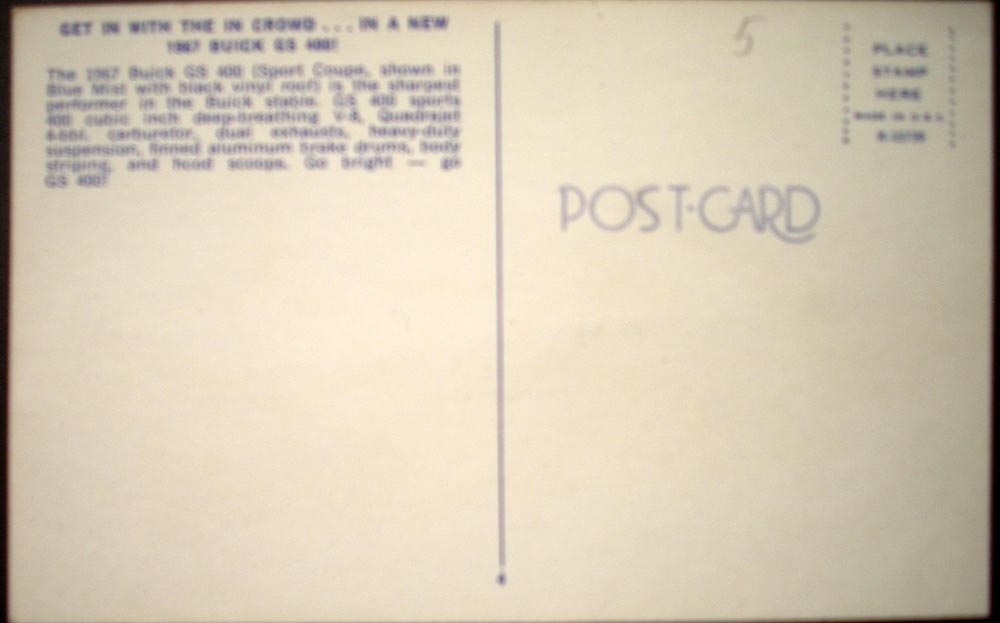 GET IN WITH THE IN CROWD ... IN A NEW
1967 BUICK GS 400!
The 1967 Buick GS 400 (Sport Coupe, shown in
Blue Mist with black vinyl roof) is the sharpest
performer in the Buick stable. GS 400 sports
400 cubic inch deep-breathing V-8, Quadrajet
4-bbl. carburetor, dual exhausts, heavy-duty
suspension, finned aluminum brake drums, body
striping, and hood scoops. Go bright — go
GS 400!
5
PLACE
STAMP
HERE
MADE IN U.S.A.
POST·CARD